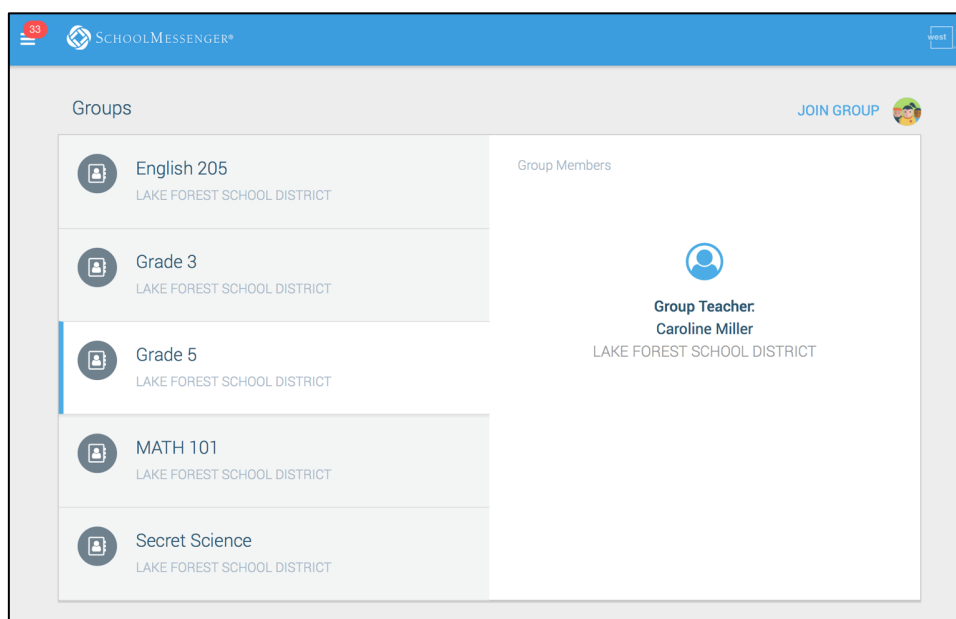 33
SCHOOLMESSENGER®
west
Groups
JOIN GROUP
English 205
LAKE FOREST SCHOOL DISTRICT
Grade 3
LAKE FOREST SCHOOL DISTRICT
Grade 5
LAKE FOREST SCHOOL DISTRICT
MATH 101
LAKE FOREST SCHOOL DISTRICT
Secret Science
LAKE FOREST SCHOOL DISTRICT
Group Members
Group Teacher:
Caroline Miller
LAKE FOREST SCHOOL DISTRICT